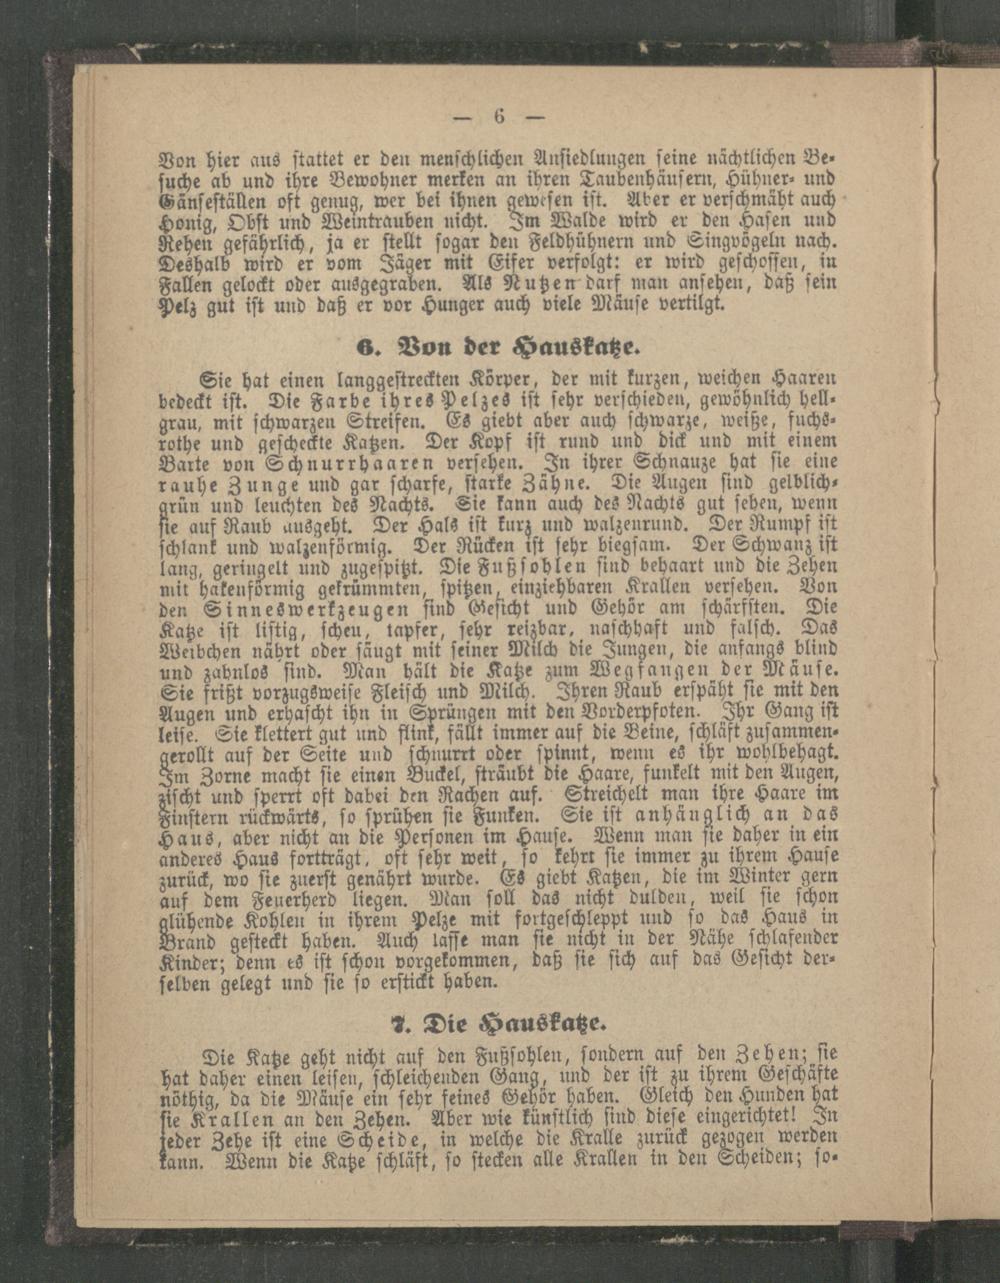 — 6 —
Von hier aus stattet er den menschlichen Ansiedlungen seine nächtlichen Be-
suche ab und ihre Bewohner merken an ihren Taubenhäusern, Hühner- und
Gänseställen oft genug, wer bei ihnen gewesen ist. Aber er verschmäht auch
Honig, Obst und Weintrauben nicht. Im Walde wird er den Hasen und
Rehen gefährlich, ja er stellt sogar den Feldhühnern und Singvögeln nach.
Deshalb wird er vom Jäger mit Eifer verfolgt: er wird geschossen, in
Fallen gelockt oder ausgegraben. Als Nutzen darf man ansehen, daß sein
Pelz gut ist und daß er vor Hunger auch viele Mäuse vertilgt.
6. Von der Hauskatze.
Sie hat einen langgestreckten Körper, der mit kurzen, weichen Haaren
bedeckt ist. Die Farbe ihres Pelzes ist sehr verschieden, gewöhnlich hell-
grau, mit schwarzen Streifen. Es giebt aber auch schwarze, weiße, fuchs-
rothe und gescheckte Katzen. Der Kopf ist rund und dick und mit einem
Barte von Schnurrhaaren versehen. In ihrer Schnauze hat sie eine
rauhe Zunge und gar scharfe, starke Zähne. Die Augen sind gelblich-
grün und leuchten des Nachts. Sie kann auch des Nachts gut sehen, wenn
sie auf Raub ausgeht. Der Hals ist kurz und walzenrund. Der Rumpf ist
schlank und walzenförmig. Der Rücken ist sehr biegsam. Der Schwanz ist
lang, geringelt und zugespitzt. Die Fußsohlen sind behaart und die Zehen
mit hakenförmig gekrümmten, spitzen, einziehbaren Krallen versehen. Von
den Sinneswerkzeugen sind Gesicht und Gehör am schärfsten. Die
Katze ist listig, scheu, tapfer, sehr reizbar, naschhaft und falsch. Das
Weibchen nährt oder säugt mit seiner Milch die Jungen, die anfangs blind
und zahnlos sind. Man hält die Katze zum Wegfangen der Mäuse.
Sie frißt vorzugsweise Fleisch und Milch. Ihren Raub erspäht sie mit den
Augen und erhascht ihn in Sprüngen mit den Vorderpfoten. Ihr Gang ist
leise. Sie klettert gut und flink, fällt immer auf die Beine, schläft zusammen-
gerollt auf der Seite und schnurrt oder spinnt, wenn es ihr wohlbehagt.
Im Zorne macht sie einen Buckel, sträubt die Haare, funkelt mit den Augen,
zischt und sperrt oft dabei den Rachen auf. Streichelt man ihre Haare im
Finstern rückwärts, so sprühen sie Funken. Sie ist anhänglich an das
Haus, aber nicht an die Personen im Hause. Wenn man sie daher in ein
anderes Haus fortträgt, oft sehr weit, so kehrt sie immer zu ihrem Hause
zurück, wo sie zuerst genährt wurde. Es giebt Katzen, die im Winter gern
auf dem Feuerherd liegen. Man soll das nicht dulden, weil sie schon
glühende Kohlen in ihrem Pelze mit fortgeschleppt und so das Haus in
Brand gesteckt haben. Auch lasse man sie nicht in der Nähe schlafender
Kinder; denn es ist schon vorgekommen, daß sie sich auf das Gesicht der-
selben gelegt und sie so erstickt haben.
7. Die Hauskatze.
Die Katze geht nicht auf den Fußsohlen, sondern auf den Zehen; sie
hat daher einen leisen, schleichenden Gang, und der ist zu ihrem Geschäfte
nöthig, da die Mäuse ein sehr feines Gehör haben. Gleich den Hunden hat
sie Krallen an den Zehen. Aber wie künstlich sind diese eingerichtet! In
jeder Zehe ist eine Scheide, in welche die Kralle zurück gezogen werden
kann. Wenn die Katze schläft, so stecken alle Krallen in den Scheiden; so-